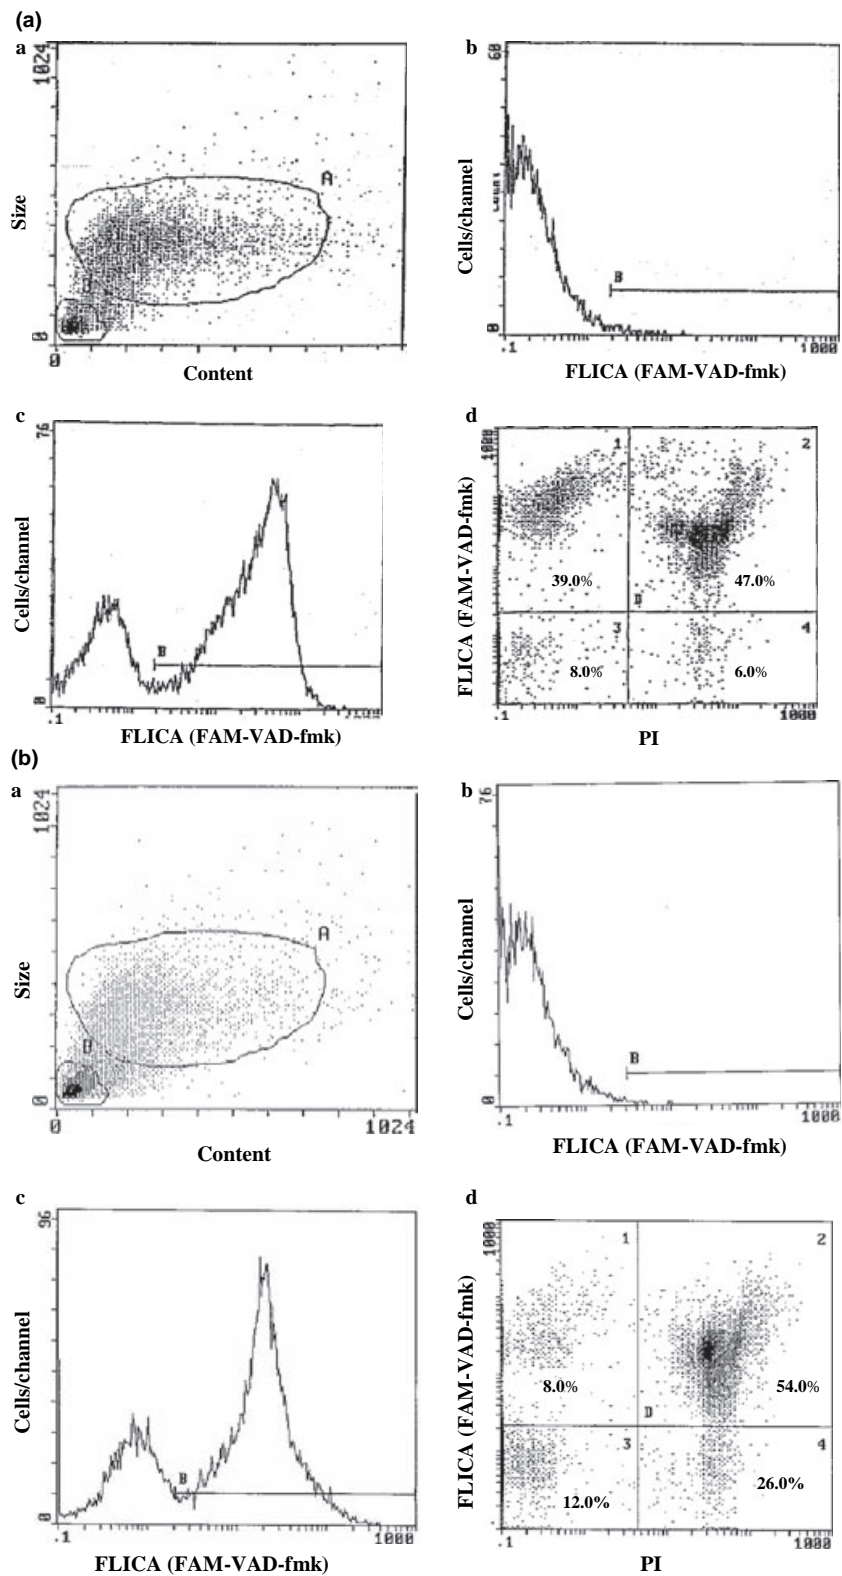 (a)
a
1024
Size
0
A
D
0
Content
b
60
Cells/channel
count
0
B
.1
1000
FLICA (FAM-VAD-fmk)
c
76
Cells/channel
0
B
.1
FLICA (FAM-VAD-fmk)
d
1000
FLICA (FAM-VAD-fmk)
1
2
39.0%
47.0%
D
3
4
8.0%
6.0%
.1
1000
PI
(b)
a
1024
Size
0
A
D
0
1024
Content
b
76
Cells/channel
0
B
.1
1000
FLICA (FAM-VAD-fmk)
c
96
Cells/channel
0
B
.1
1000
FLICA (FAM-VAD-fmk)
d
1000
FLICA (FAM-VAD-fmk)
1
2
8.0%
54.0%
D
3
4
12.0%
26.0%
.1
1000
PI